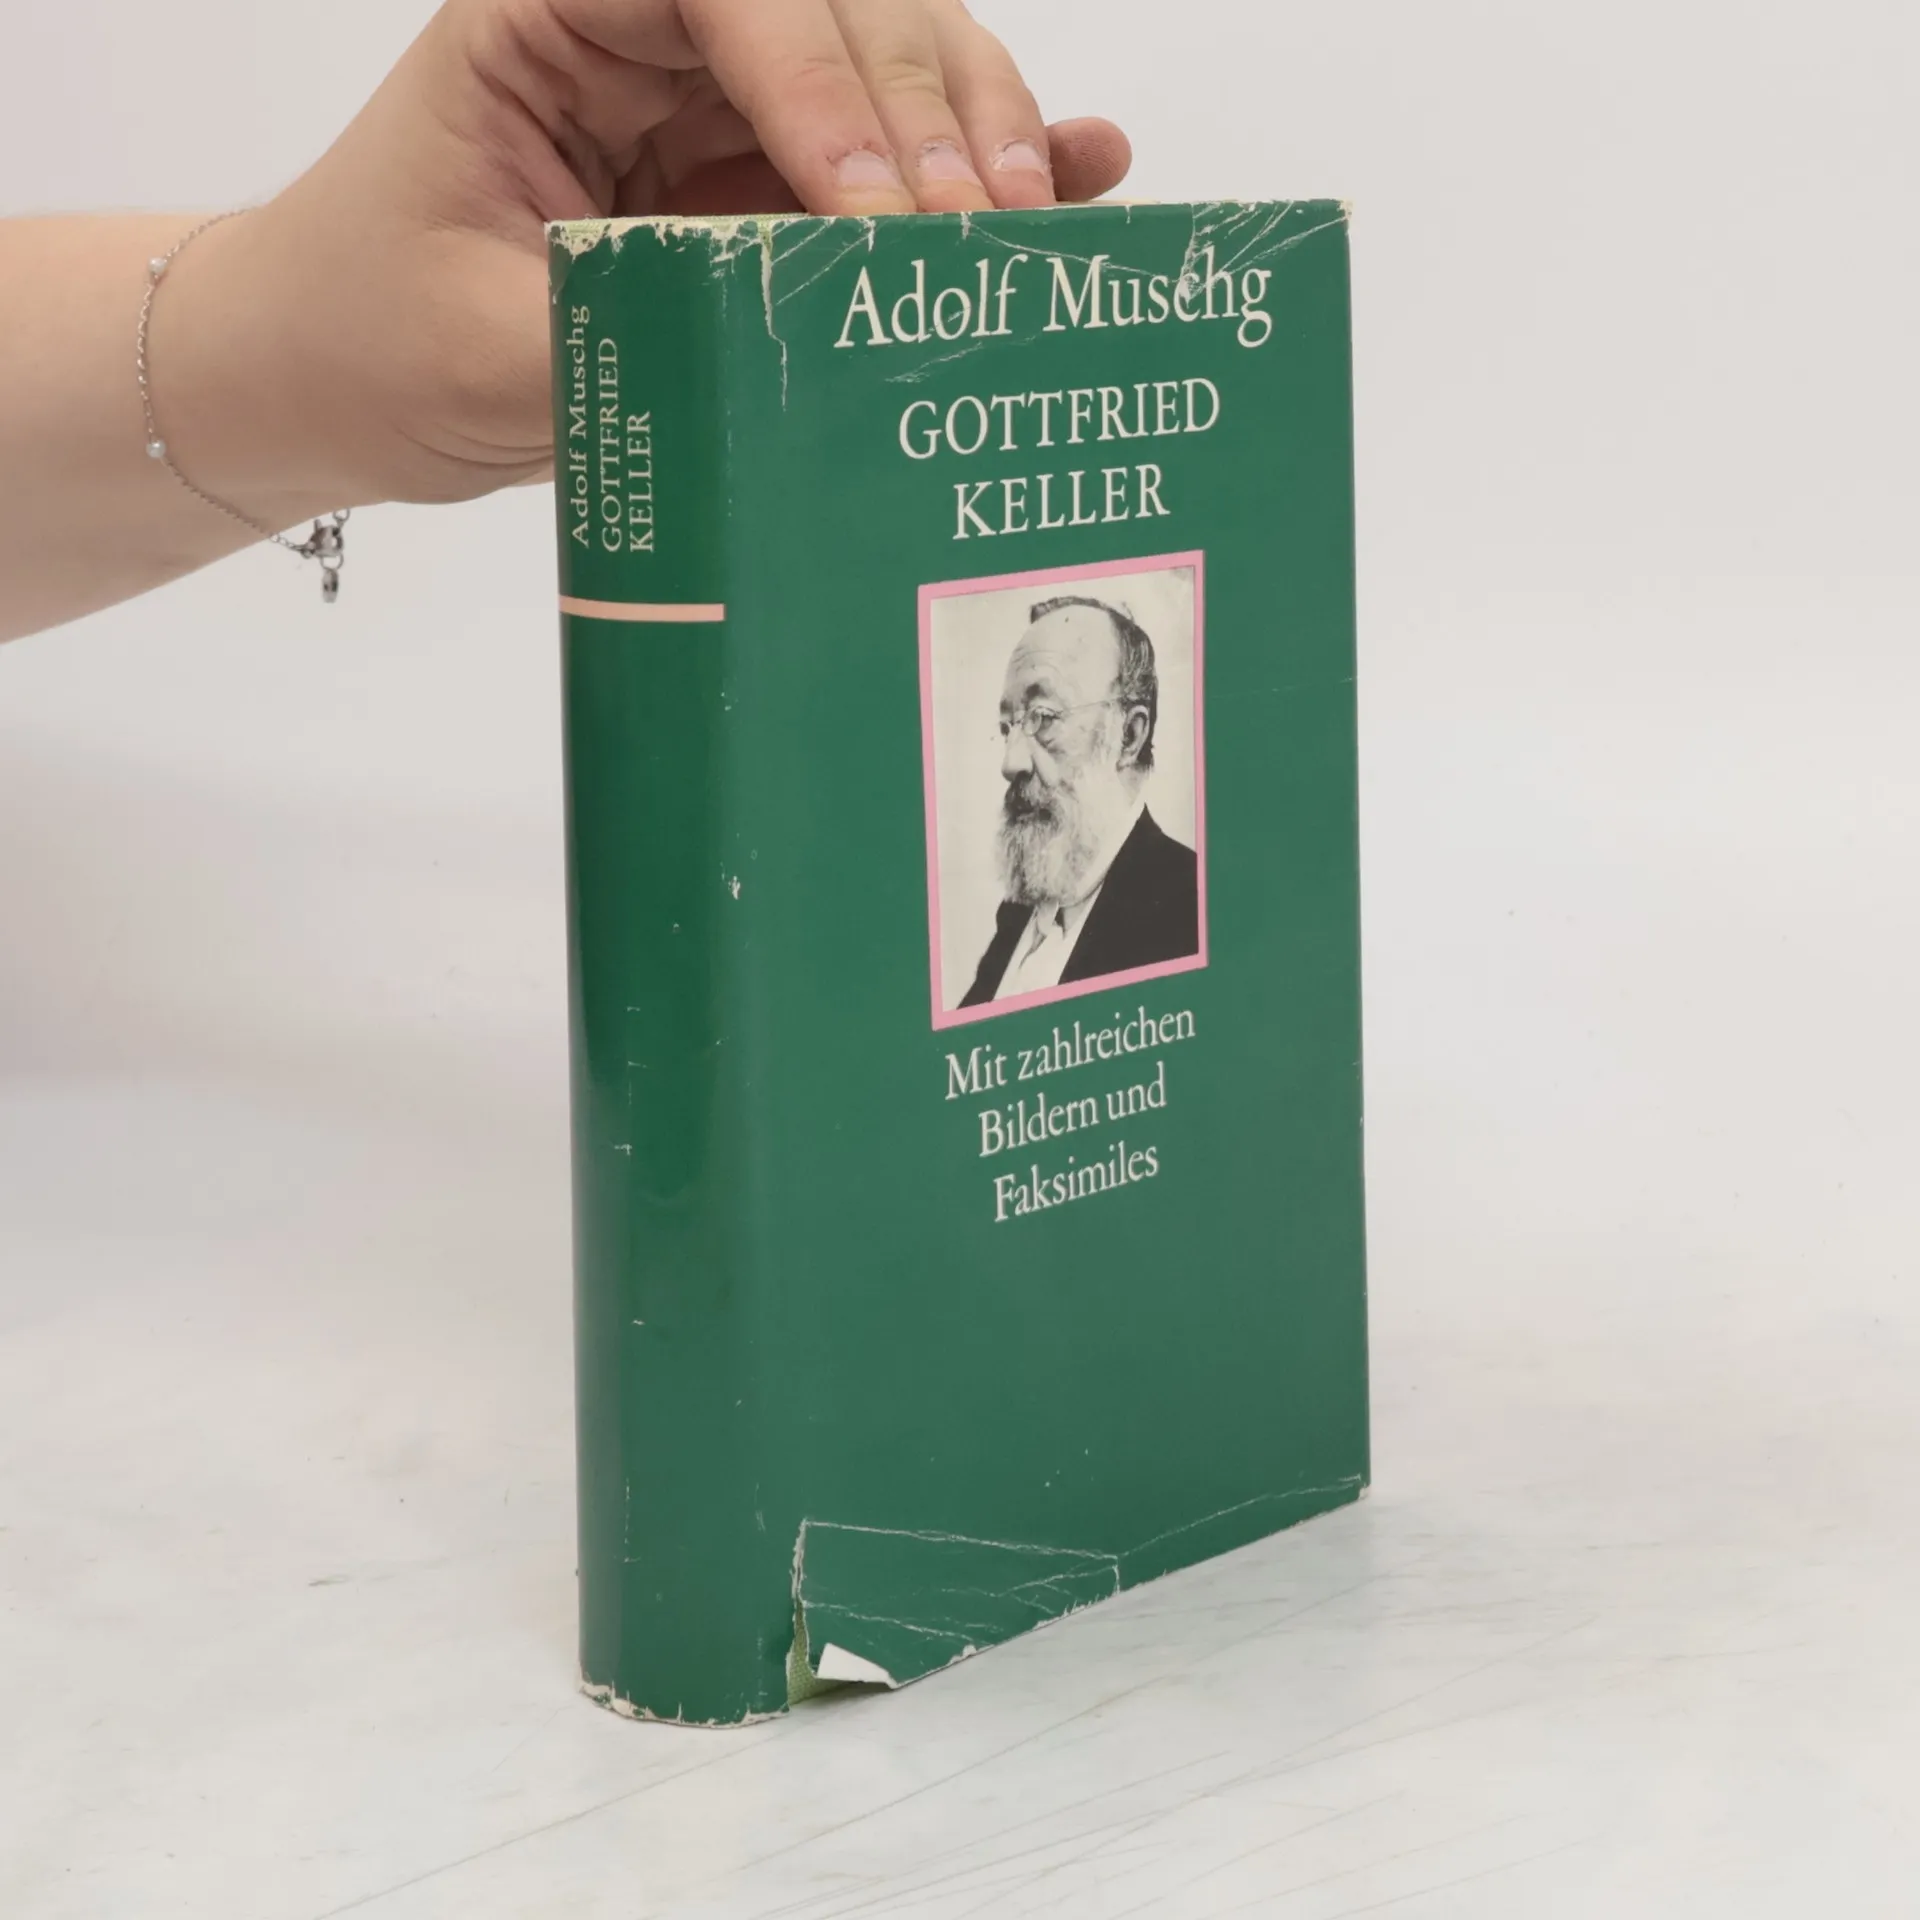 Adolf Muschg
GOTTFRIED
KELLER
Adolf Muschg
GOTTFRIED
KELLER
Mit zahlreichen
Bildern und
Faksimiles